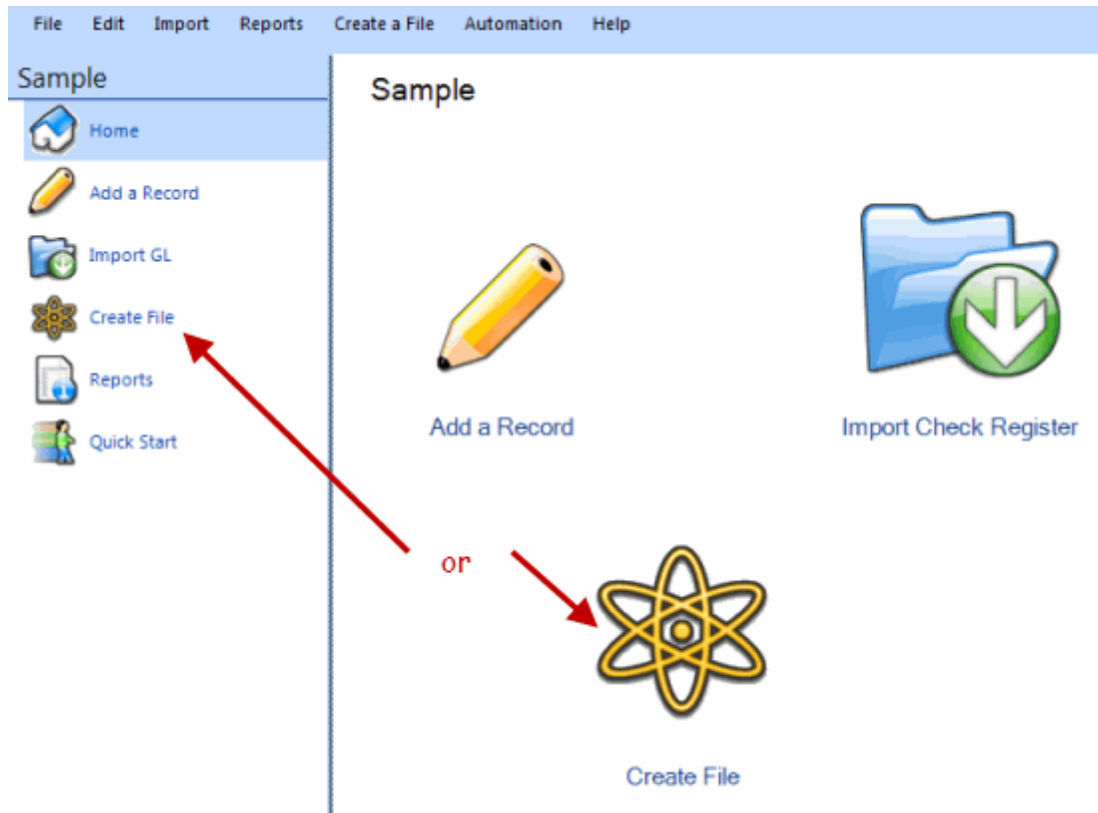 File Edit Import Reports Create a File Automation Help
Sample
Home
Add a Record
Import GL
Create File
Reports
Quick Start
Sample
Add a Record
Import Check Register
or
Create File